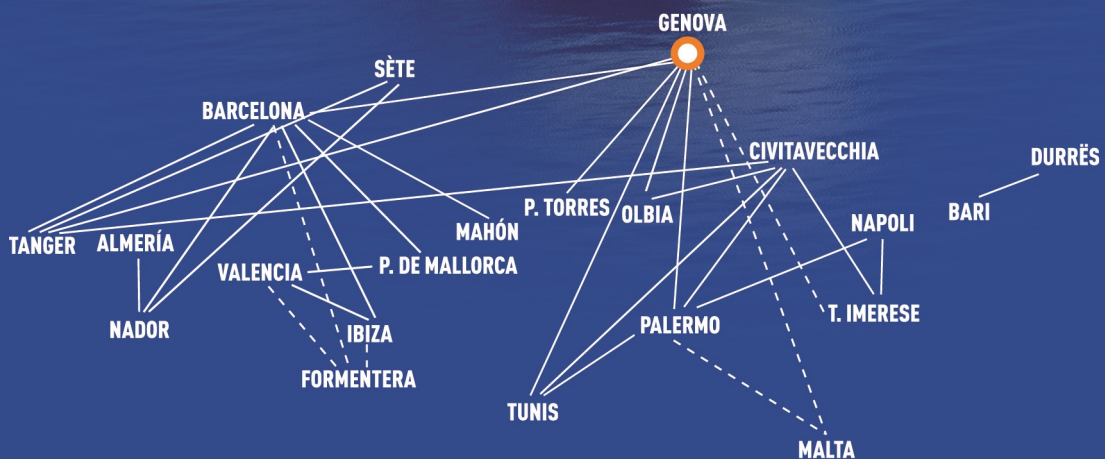 GENOVA
SÈTE
BARCELONA
CIVITAVECCHIA
DURRËS
P. TORRES
OLBIA
BARI
NAPOLI
MAHÓN
TANGER
ALMERÍA
VALENCIA
P. DE MALLORCA
T. IMERESE
PALERMO
NADOR
IBIZA
FORMENTERA
TUNIS
MALTA